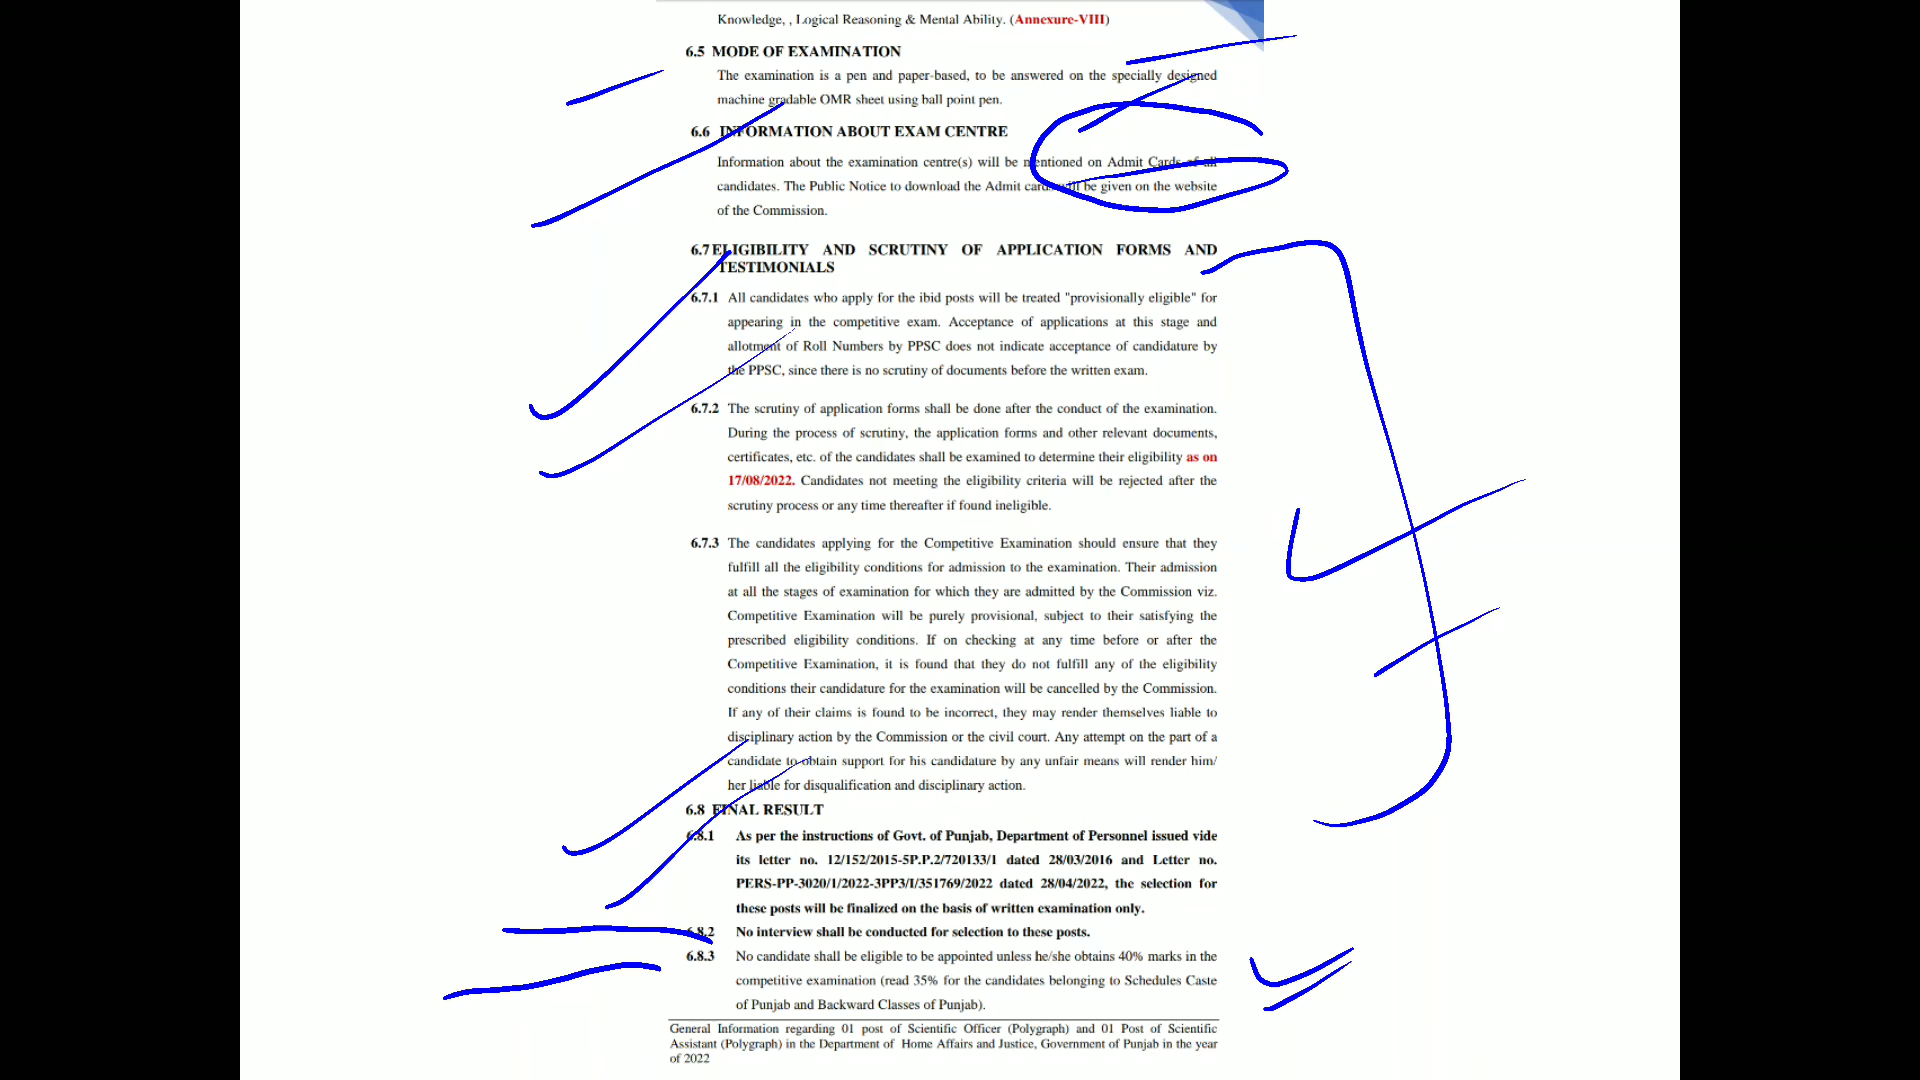 Knowledge, , Logical Reasoning & Mental Ability. (Annexure-VIII)
6.5 MODE OF EXAMINATION
The examination is a pen and paper-based, to be answered on the specially designed
machine gradable OMR sheet using ball point pen.
6.6 INFORMATION ABOUT EXAM CENTRE
Information about the examination centre(s) will be mentioned on Admit Cards of all
candidates. The Public Notice to download the Admit cards will be given on the website
of the Commission.
6.7 ELIGIBILITY AND SCRUTINY OF APPLICATION FORMS AND
TESTIMONIALS
6.7.1 All candidates who apply for the ibid posts will be treated "provisionally eligible" for
appearing in the competitive exam. Acceptance of applications at this stage and
allotment of Roll Numbers by PPSC does not indicate acceptance of candidature by
the PPSC, since there is no scrutiny of documents before the written exam.
6.7.2 The scrutiny of application forms shall be done after the conduct of the examination.
During the process of scrutiny, the application forms and other relevant documents,
certificates, etc. of the candidates shall be examined to determine their eligibility as on
17/08/2022. Candidates not meeting the eligibility criteria will be rejected after the
scrutiny process or any time thereafter if found ineligible.
6.7.3 The candidates applying for the Competitive Examination should ensure that they
fulfill all the eligibility conditions for admission to the examination. Their admission
at all the stages of examination for which they are admitted by the Commission viz.
Competitive Examination will be purely provisional, subject to their satisfying the
prescribed eligibility conditions. If on checking at any time before or after the
Competitive Examination, it is found that they do not fulfill any of the eligibility
conditions their candidature for the examination will be cancelled by the Commission.
If any of their claims is found to be incorrect, they may render themselves liable to
disciplinary action by the Commission or the civil court. Any attempt on the part of a
candidate to obtain support for his candidature by any unfair means will render him/
her liable for disqualification and disciplinary action.
6.8 FINAL RESULT
6.8.1 As per the instructions of Govt. of Punjab, Department of Personnel issued vide
its letter no. 12/152/2015-5P.P.2/720133/1 dated 28/03/2016 and Letter no.
PERS-PP-3020/1/2022-3PP3/I/351769/2022 dated 28/04/2022, the selection for
these posts will be finalized on the basis of written examination only.
6.8.2 No interview shall be conducted for selection to these posts.
6.8.3 No candidate shall be eligible to be appointed unless he/she obtains 40% marks in the
competitive examination (read 35% for the candidates belonging to Schedules Caste
of Punjab and Backward Classes of Punjab).
General Information regarding 01 post of Scientific Officer (Polygraph) and 01 Post of Scientific
Assistant (Polygraph) in the Department of Home Affairs and Justice, Government of Punjab in the year
of 2022